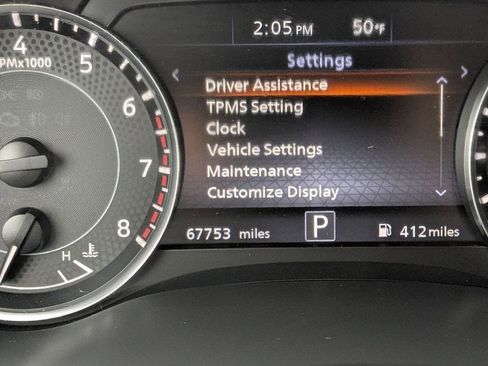 2:05 PM 50°F
Settings
Driver Assistance
TPMS Setting
Clock
Vehicle Settings
Maintenance
Customize Display
67753 miles P 412 miles
4
PMx1000 5
6
7
8
H